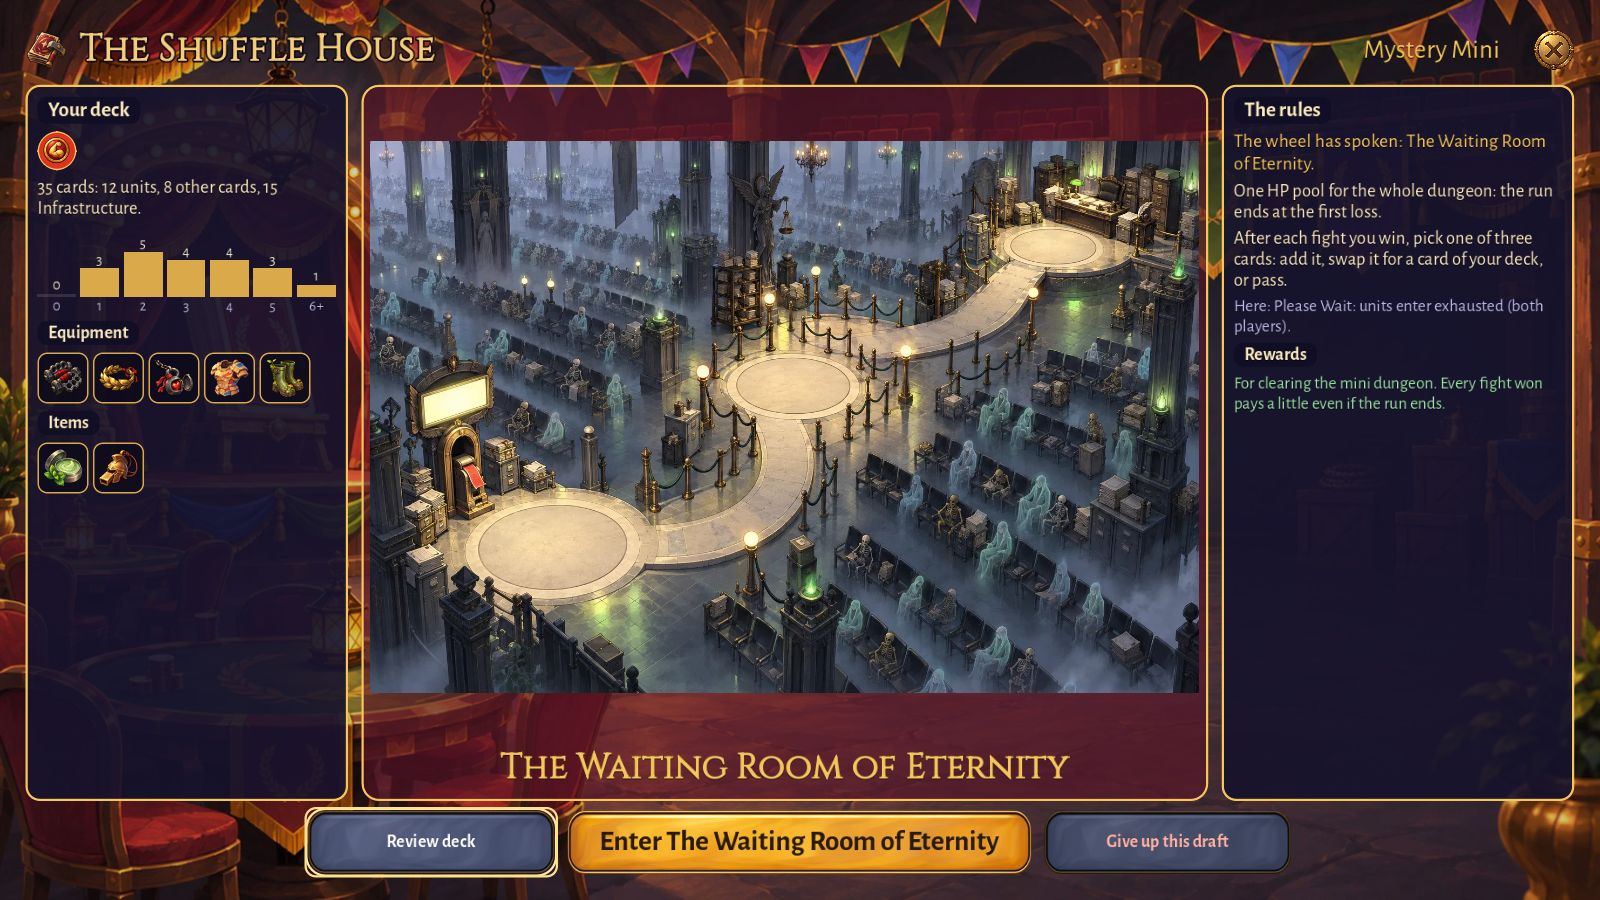 The Shuffle House
Mystery Mini
Your deck
35 cards: 12 units, 8 other cards, 15
Infrastructure.
0 3 5 4 4 3 1
0 1 2 3 4 5 6+
Equipment
Items
The Waiting Room of Eternity
The rules
The wheel has spoken: The Waiting Room
of Eternity.
One HP pool for the whole dungeon: the run
ends at the first loss.
After each fight you win, pick one of three
cards: add it, swap it for a card of your deck,
or pass.
Here: Please Wait: units enter exhausted (both
players).
Rewards
For clearing the mini dungeon. Every fight won
pays a little even if the run ends.
Review deck
Enter The Waiting Room of Eternity
Give up this draft